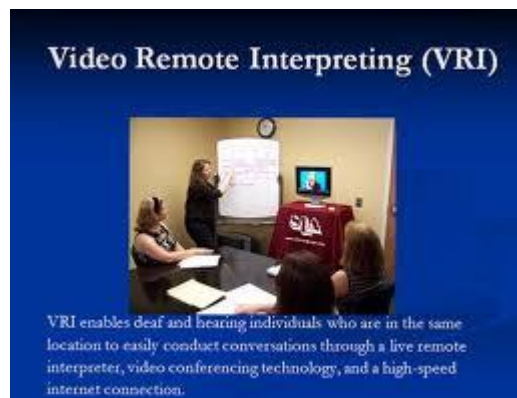 Video Remote Interpreting (VRI)
VRI enables deaf and hearing individuals who are in the same
location to easily conduct conversations through a live remote
interpreter, video conferencing technology, and a high-speed
internet connection.